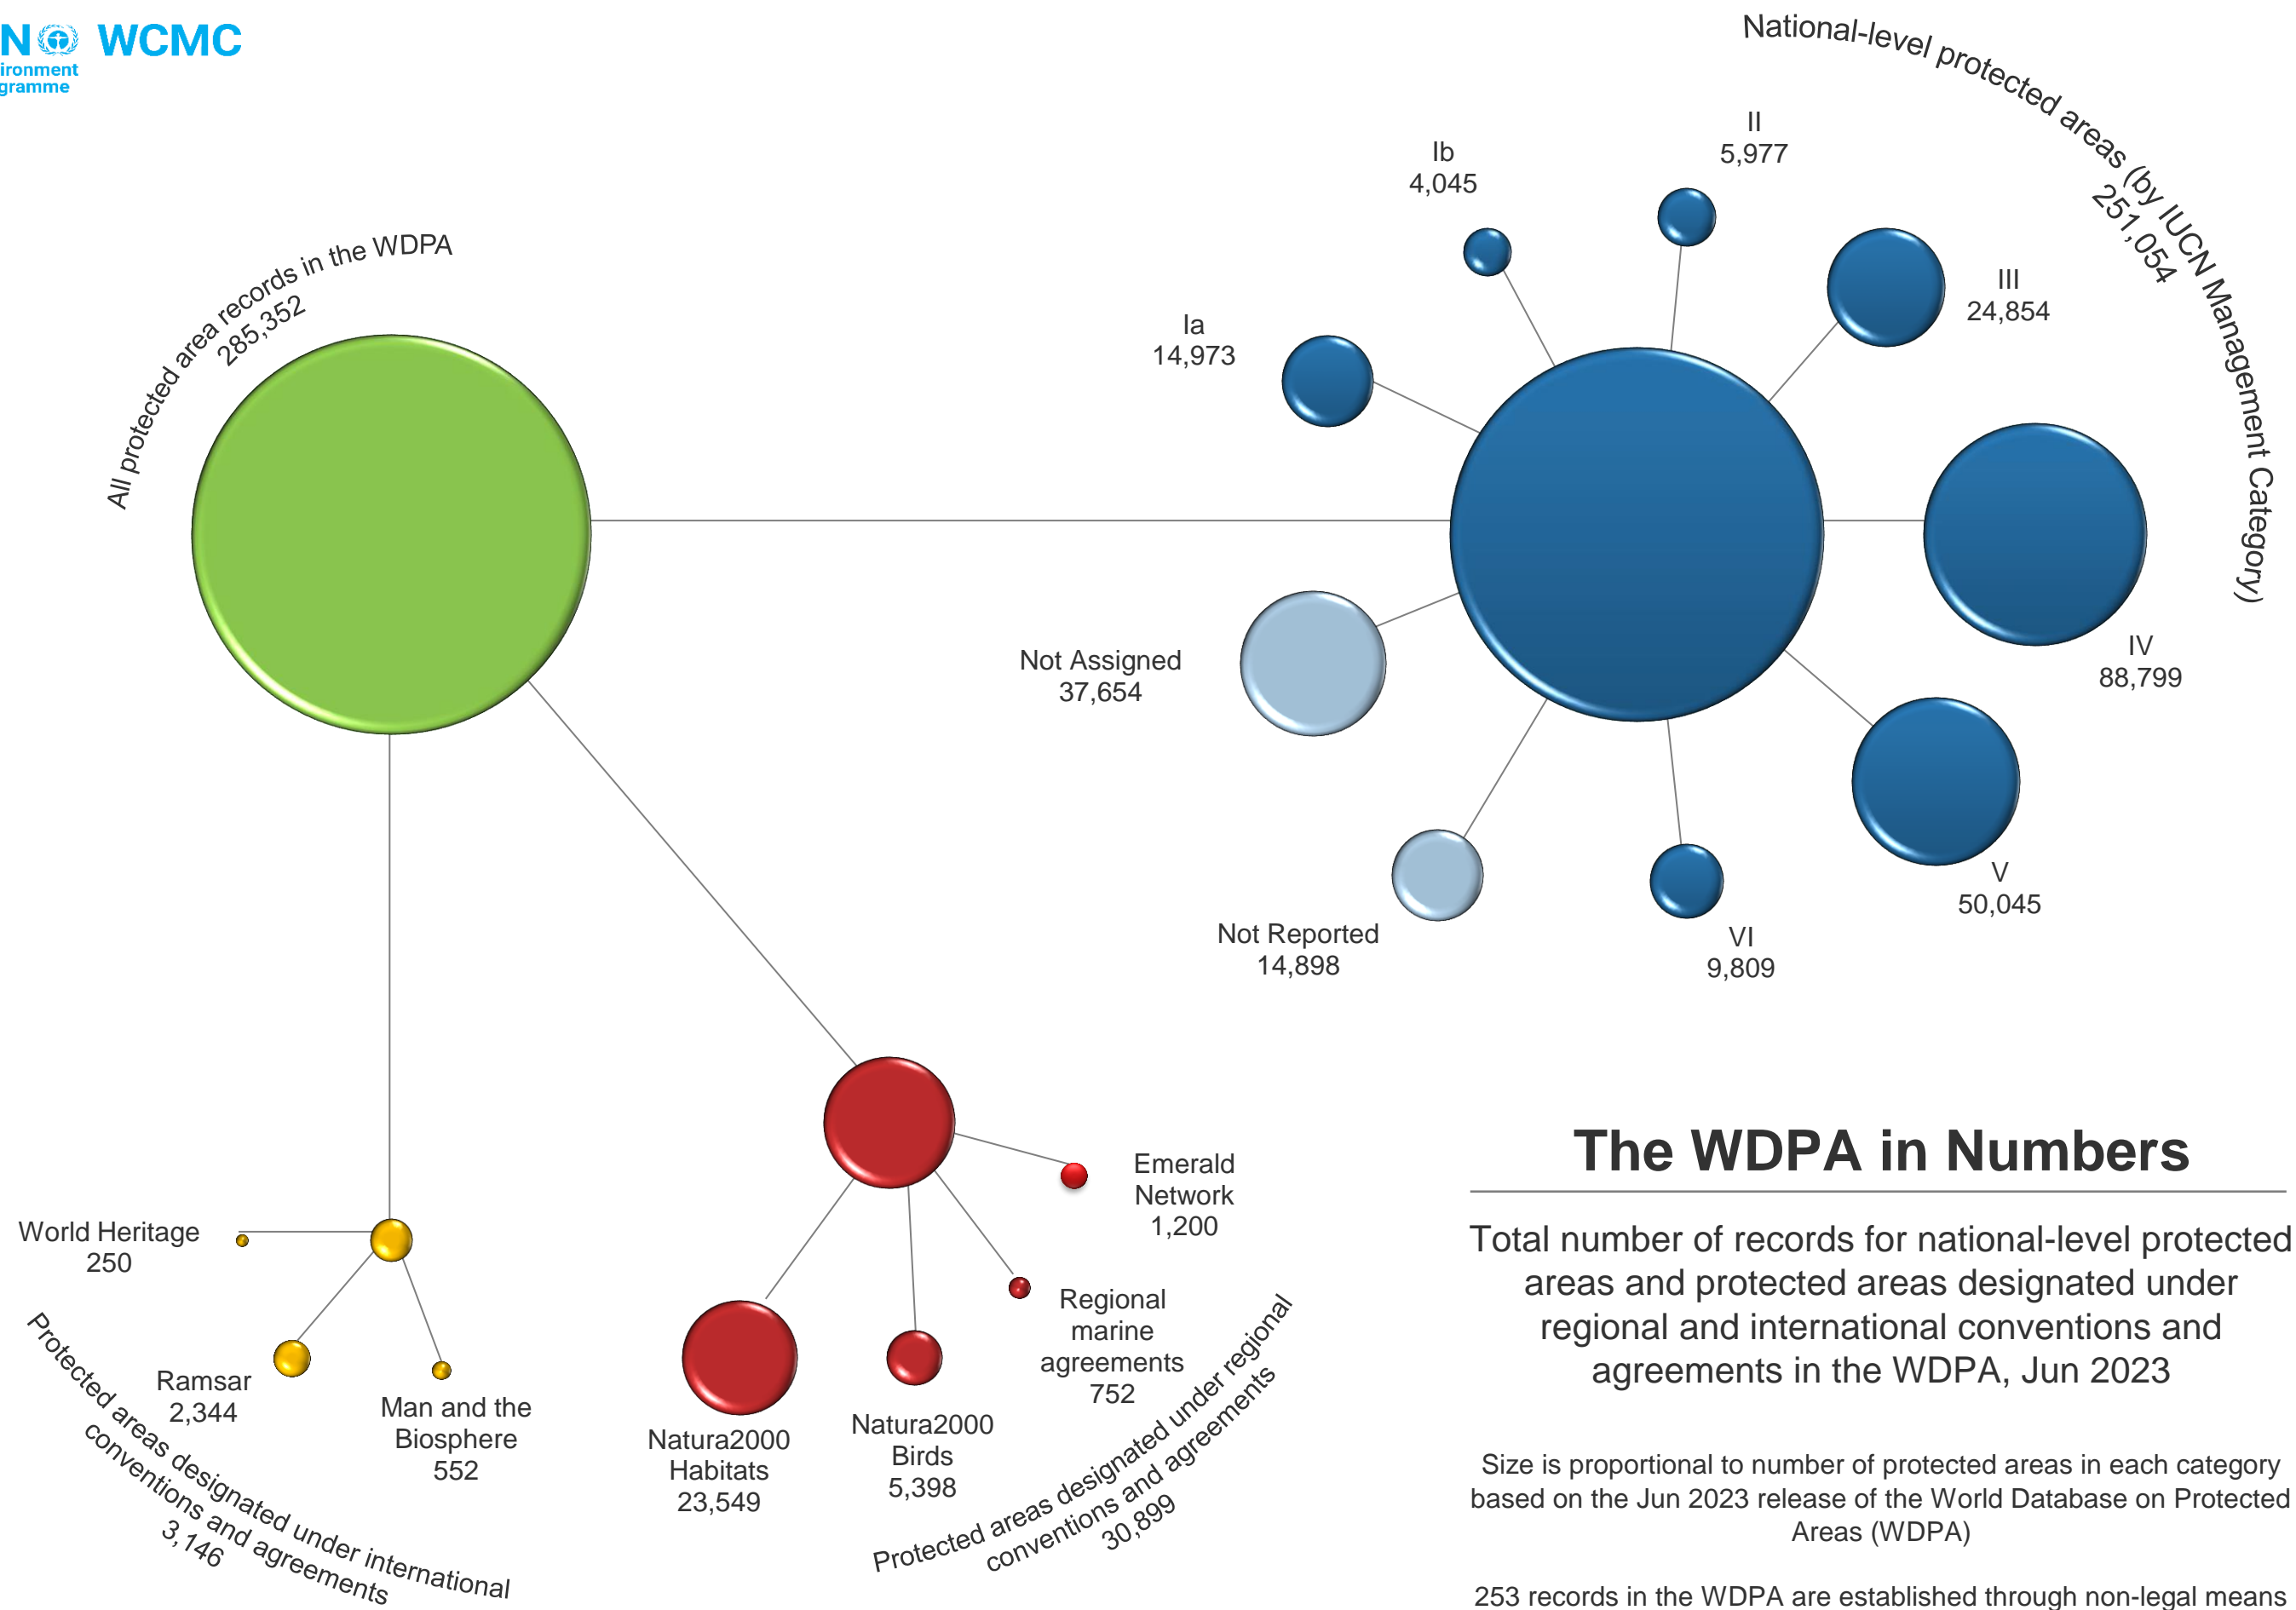 N WCMC
ironment
gramme
All protected area records in the WDPA
285,352
National-level protected areas (by IUCN Management Category)
251,054
Ia
14,973
Ib
4,045
II
5,977
III
24,854
IV
88,799
V
50,045
VI
9,809
Not Reported
14,898
Not Assigned
37,654
World Heritage
250
Ramsar
2,344
Man and the
Biosphere
552
Protected areas designated under international
conventions and agreements
3,146
Natura2000
Habitats
23,549
Natura2000
Birds
5,398
Regional
marine
agreements
752
Emerald
Network
1,200
Protected areas designated under regional
conventions and agreements
30,899
The WDPA in Numbers
Total number of records for national-level protected
areas and protected areas designated under
regional and international conventions and
agreements in the WDPA, Jun 2023
Size is proportional to number of protected areas in each category
based on the Jun 2023 release of the World Database on Protected
Areas (WDPA)
253 records in the WDPA are established through non-legal means